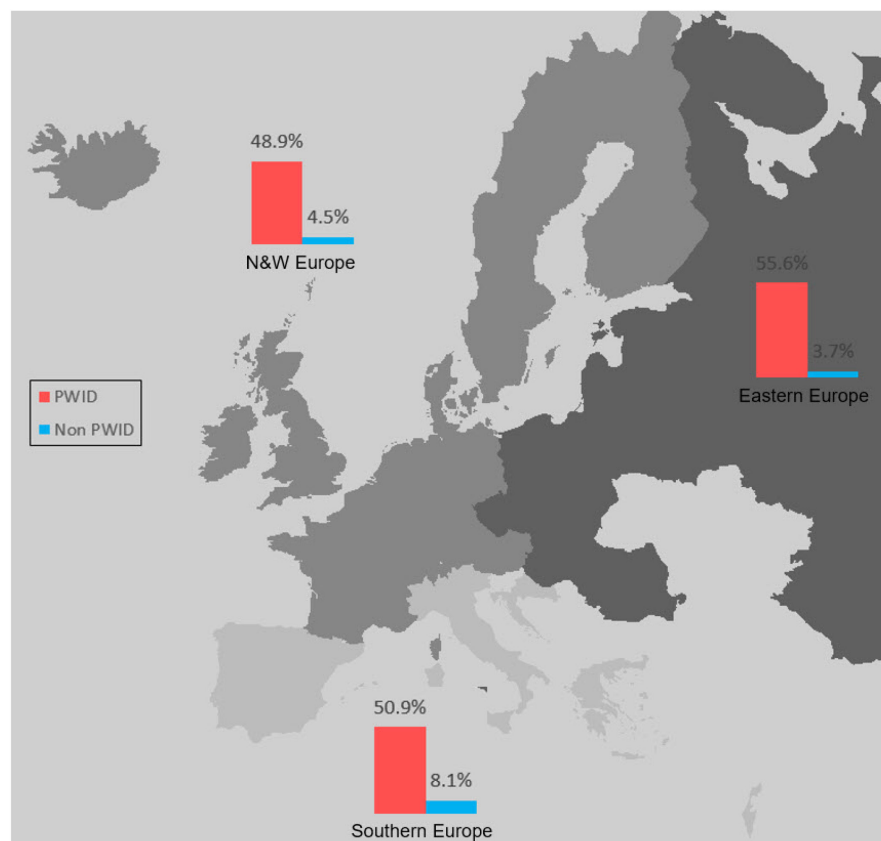 48.9%
4.5%
N&W Europe
55.6%
3.7%
Eastern Europe
PWID
Non PWID
50.9%
8.1%
Southern Europe